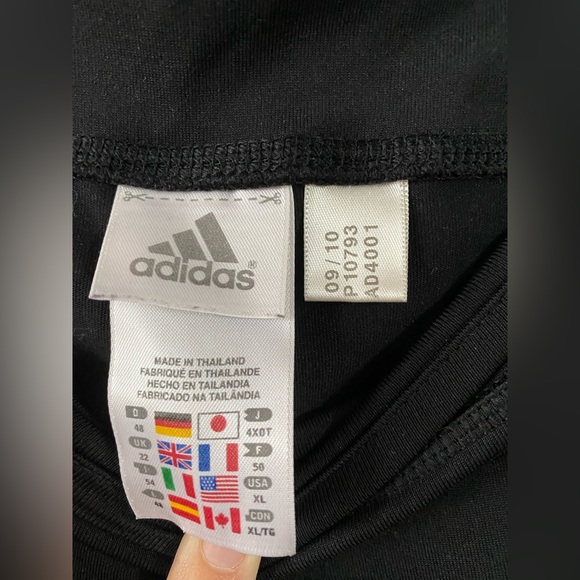 adidas®
MADE IN THAILAND
FABRIQUÉ EN THAILANDE
HECHO EN TAILANDIA
FABRICADO NA TAILÂNDIA
D J
48 4XOT
UK F
22 50
I USA
54 XL
E CON
48 XL/TG
09/10
P10793
AD4001